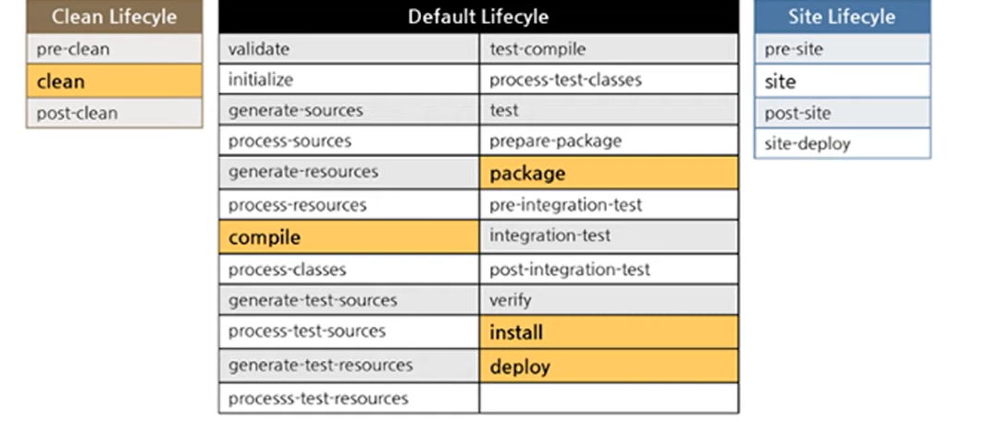 Clean Lifecyle
pre-clean
clean
post-clean
Default Lifecyle
validate
initialize
generate-sources
process-sources
generate-resources
process-resources
compile
process-classes
generate-test-sources
process-test-sources
generate-test-resources
processs-test-resources
test-compile
process-test-classes
test
prepare-package
package
pre-integration-test
integration-test
post-integration-test
verify
install
deploy
Site Lifecyle
pre-site
site
post-site
site-deploy